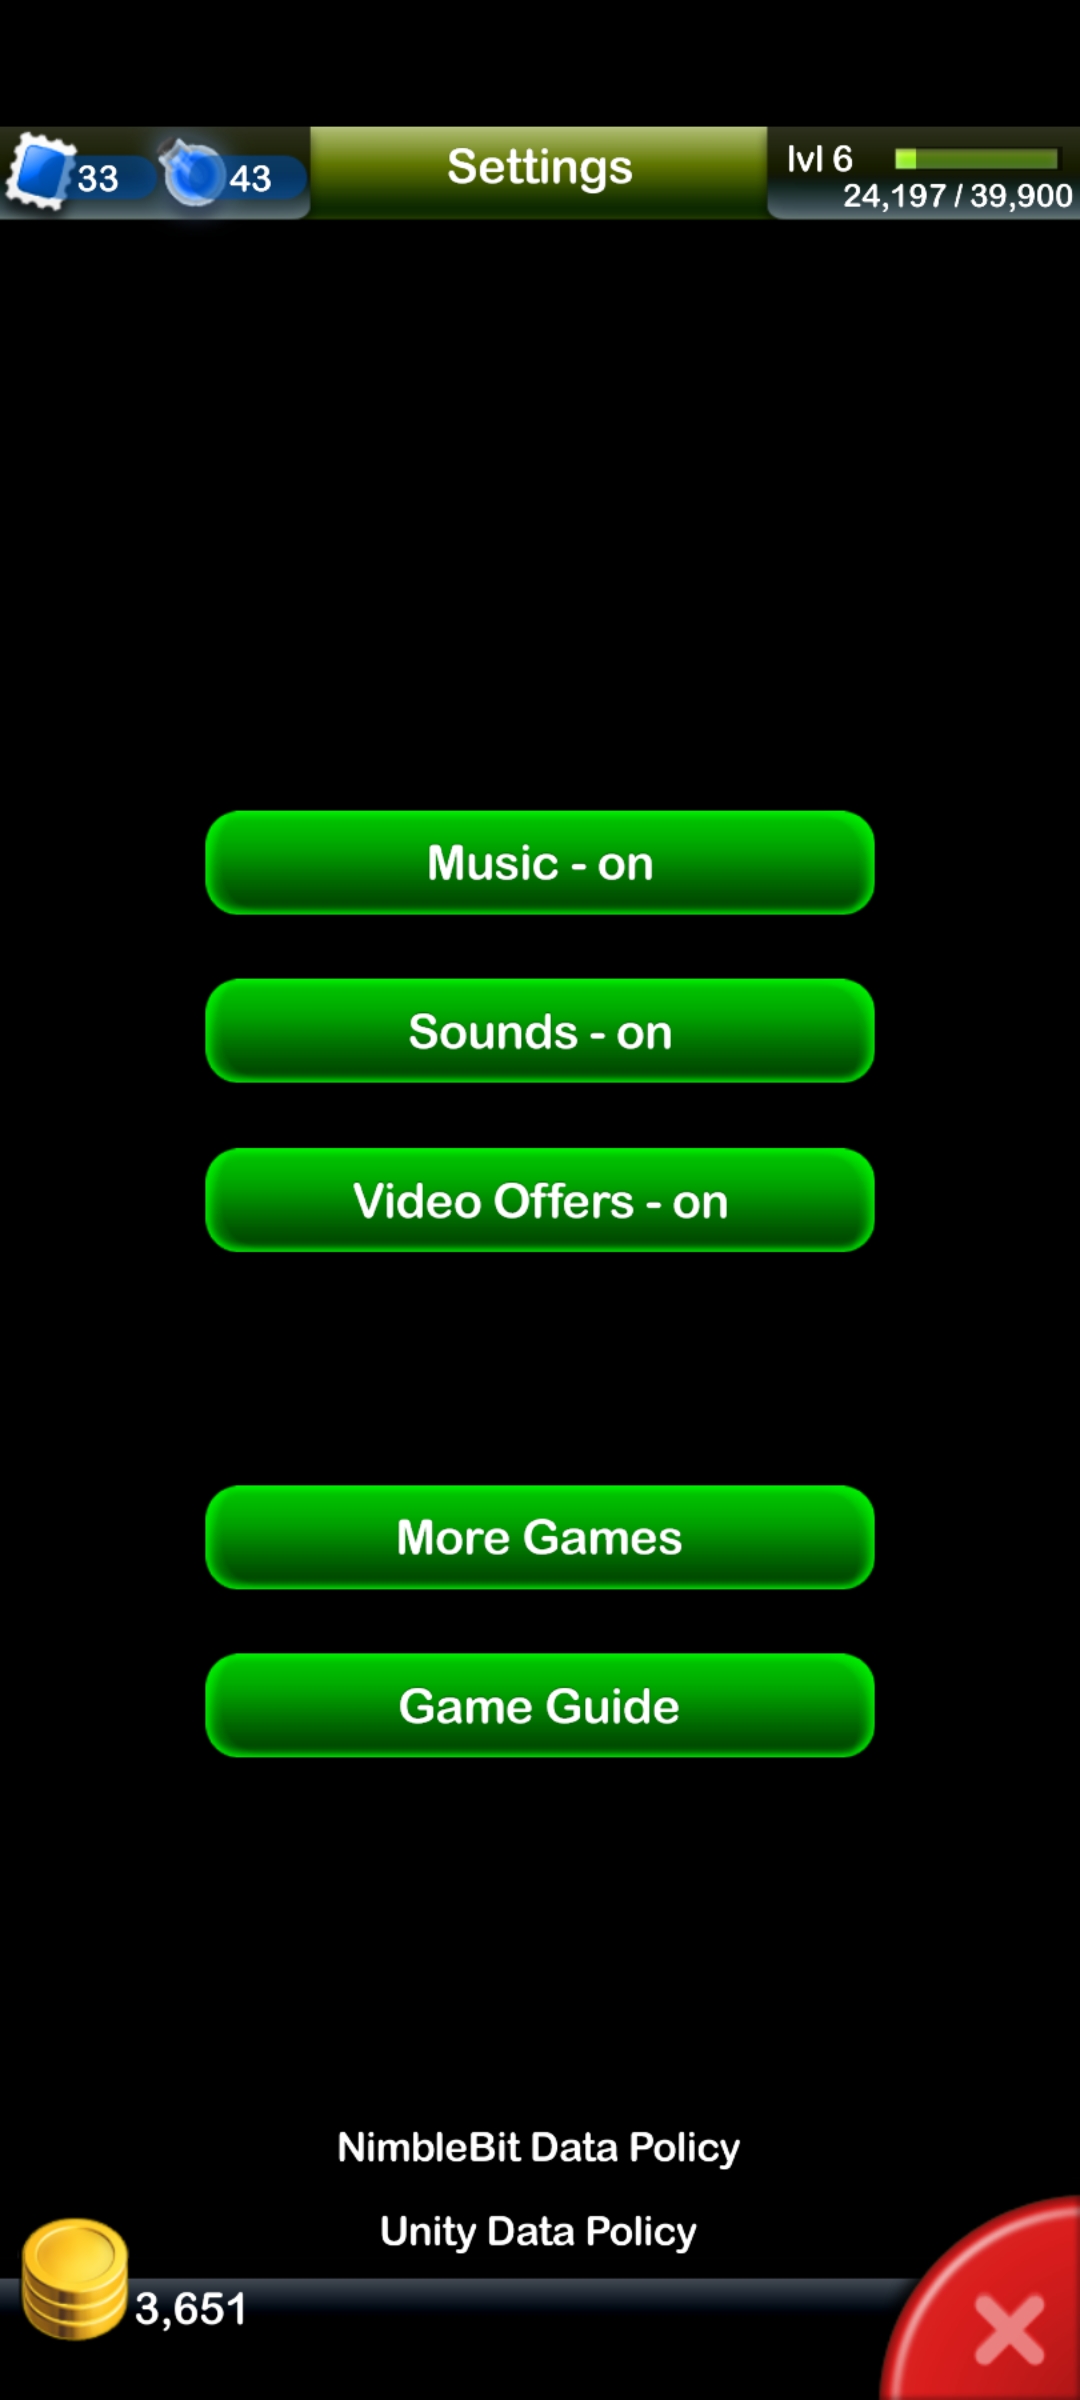 33 43 Settings lvl 6
24,197 / 39,900
Music - on
Sounds - on
Video Offers - on
More Games
Game Guide
NimbleBit Data Policy
Unity Data Policy
3,651